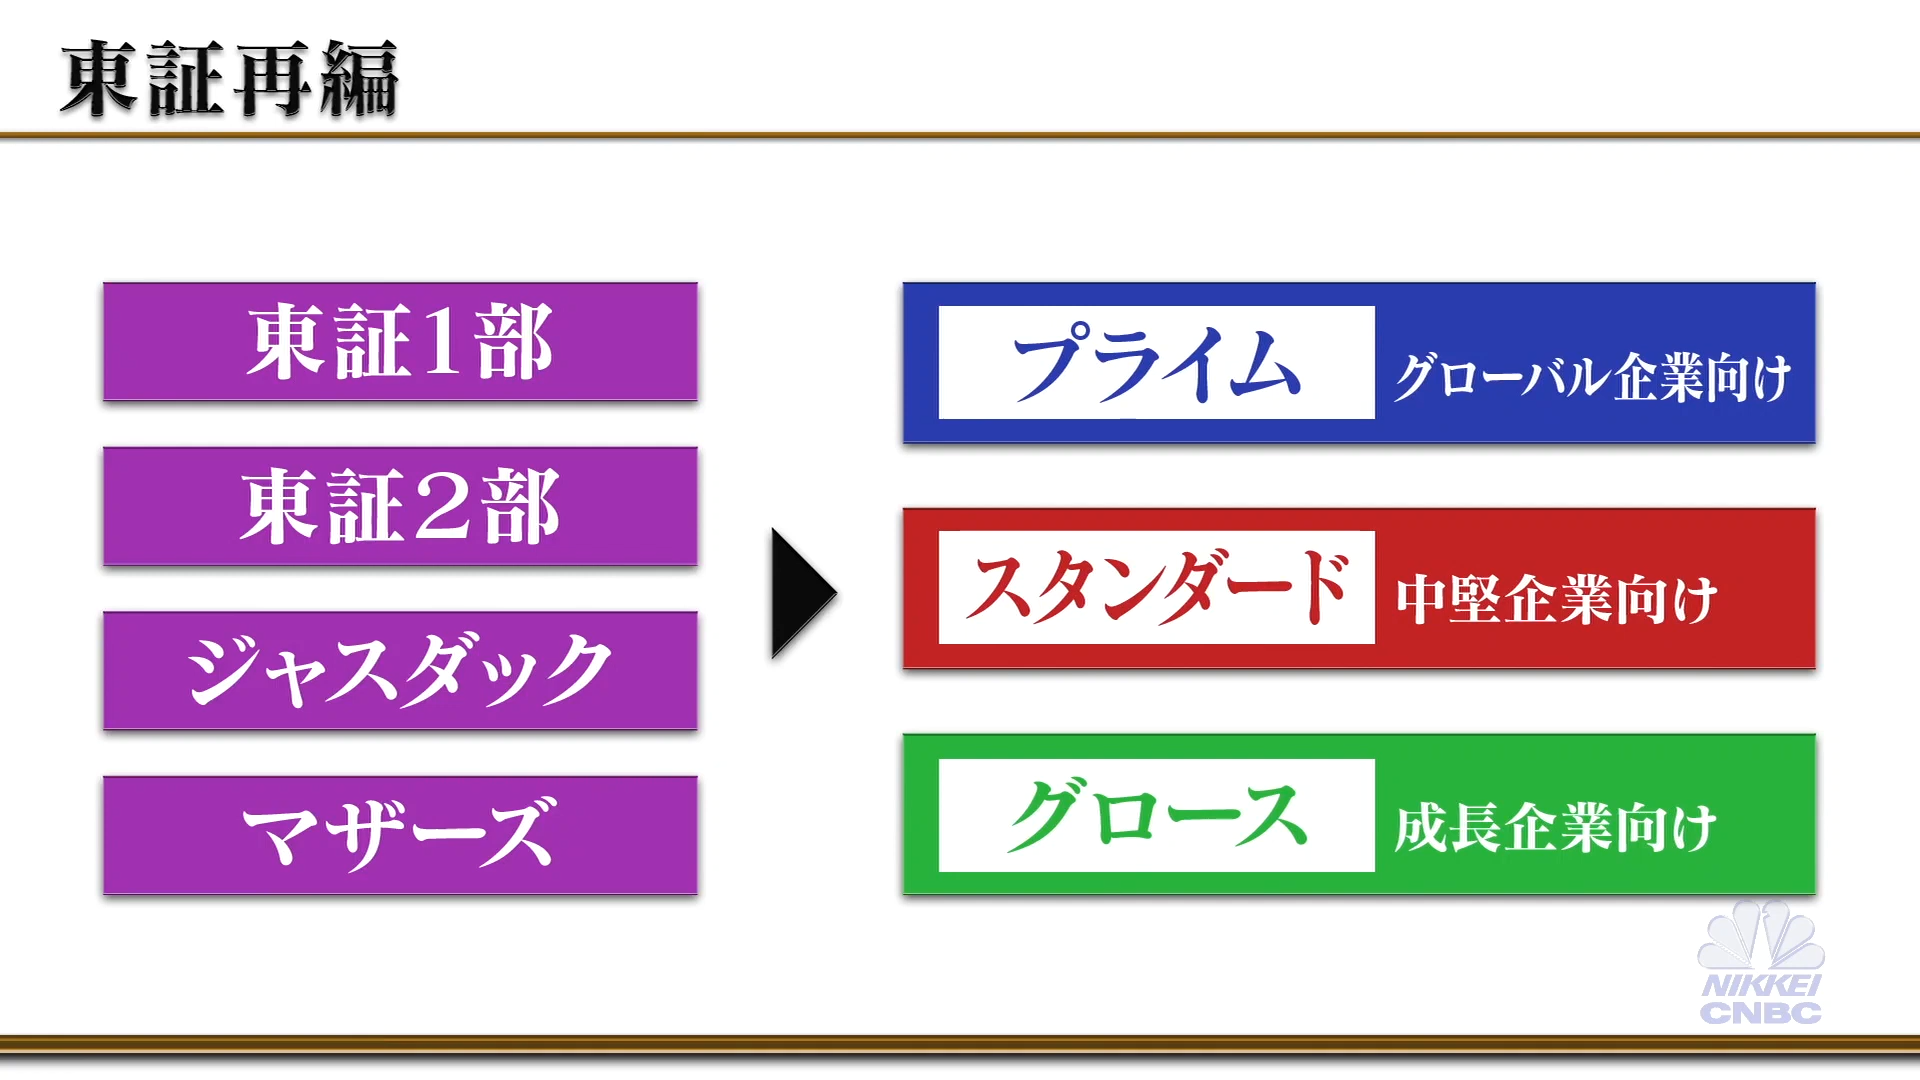 東証再編
東証1部
東証2部
ジャスダック
マザーズ
プライム グローバル企業向け
スタンダード 中堅企業向け
グロース 成長企業向け
NIKKEI
CNBC